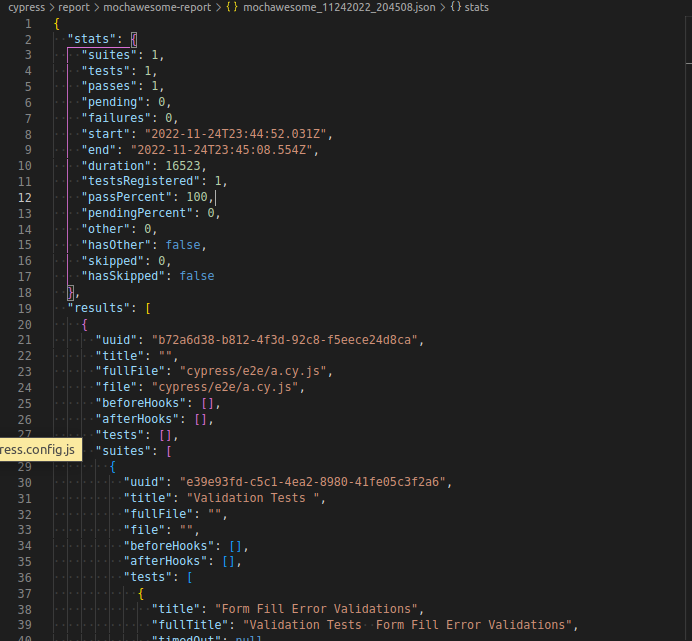 cypress > report > mochawesome-report > {} mochawesome_11242022_204508.json > {} stats
1 {
2 "stats": {
3 "suites": 1,
4 "tests": 1,
5 "passes": 1,
6 "pending": 0,
7 "failures": 0,
8 "start": "2022-11-24T23:44:52.031Z",
9 "end": "2022-11-24T23:45:08.554Z",
10 "duration": 16523,
11 "testsRegistered": 1,
12 "passPercent": 100,
13 "pendingPercent": 0,
14 "other": 0,
15 "hasOther": false,
16 "skipped": 0,
17 "hasSkipped": false
18 },
19 "results": [
20 {
21 "uuid": "b72a6d38-b812-4f3d-92c8-f5eece24d8ca",
22 "title": "",
23 "fullFile": "cypress/e2e/a.cy.js",
24 "file": "cypress/e2e/a.cy.js",
25 "beforeHooks": [],
26 "afterHooks": [],
27 "tests": [],
ress.config.js "suites": [
29 {
30 "uuid": "e39e93fd-c5c1-4ea2-8980-41fe05c3f2a6",
31 "title": "Validation Tests ",
32 "fullFile": "",
33 "file": "",
34 "beforeHooks": [],
35 "afterHooks": [],
36 "tests": [
37 {
38 "title": "Form Fill Error Validations",
39 "fullTitle": "Validation Tests  Form Fill Error Validations",
40 "timedOut": null,